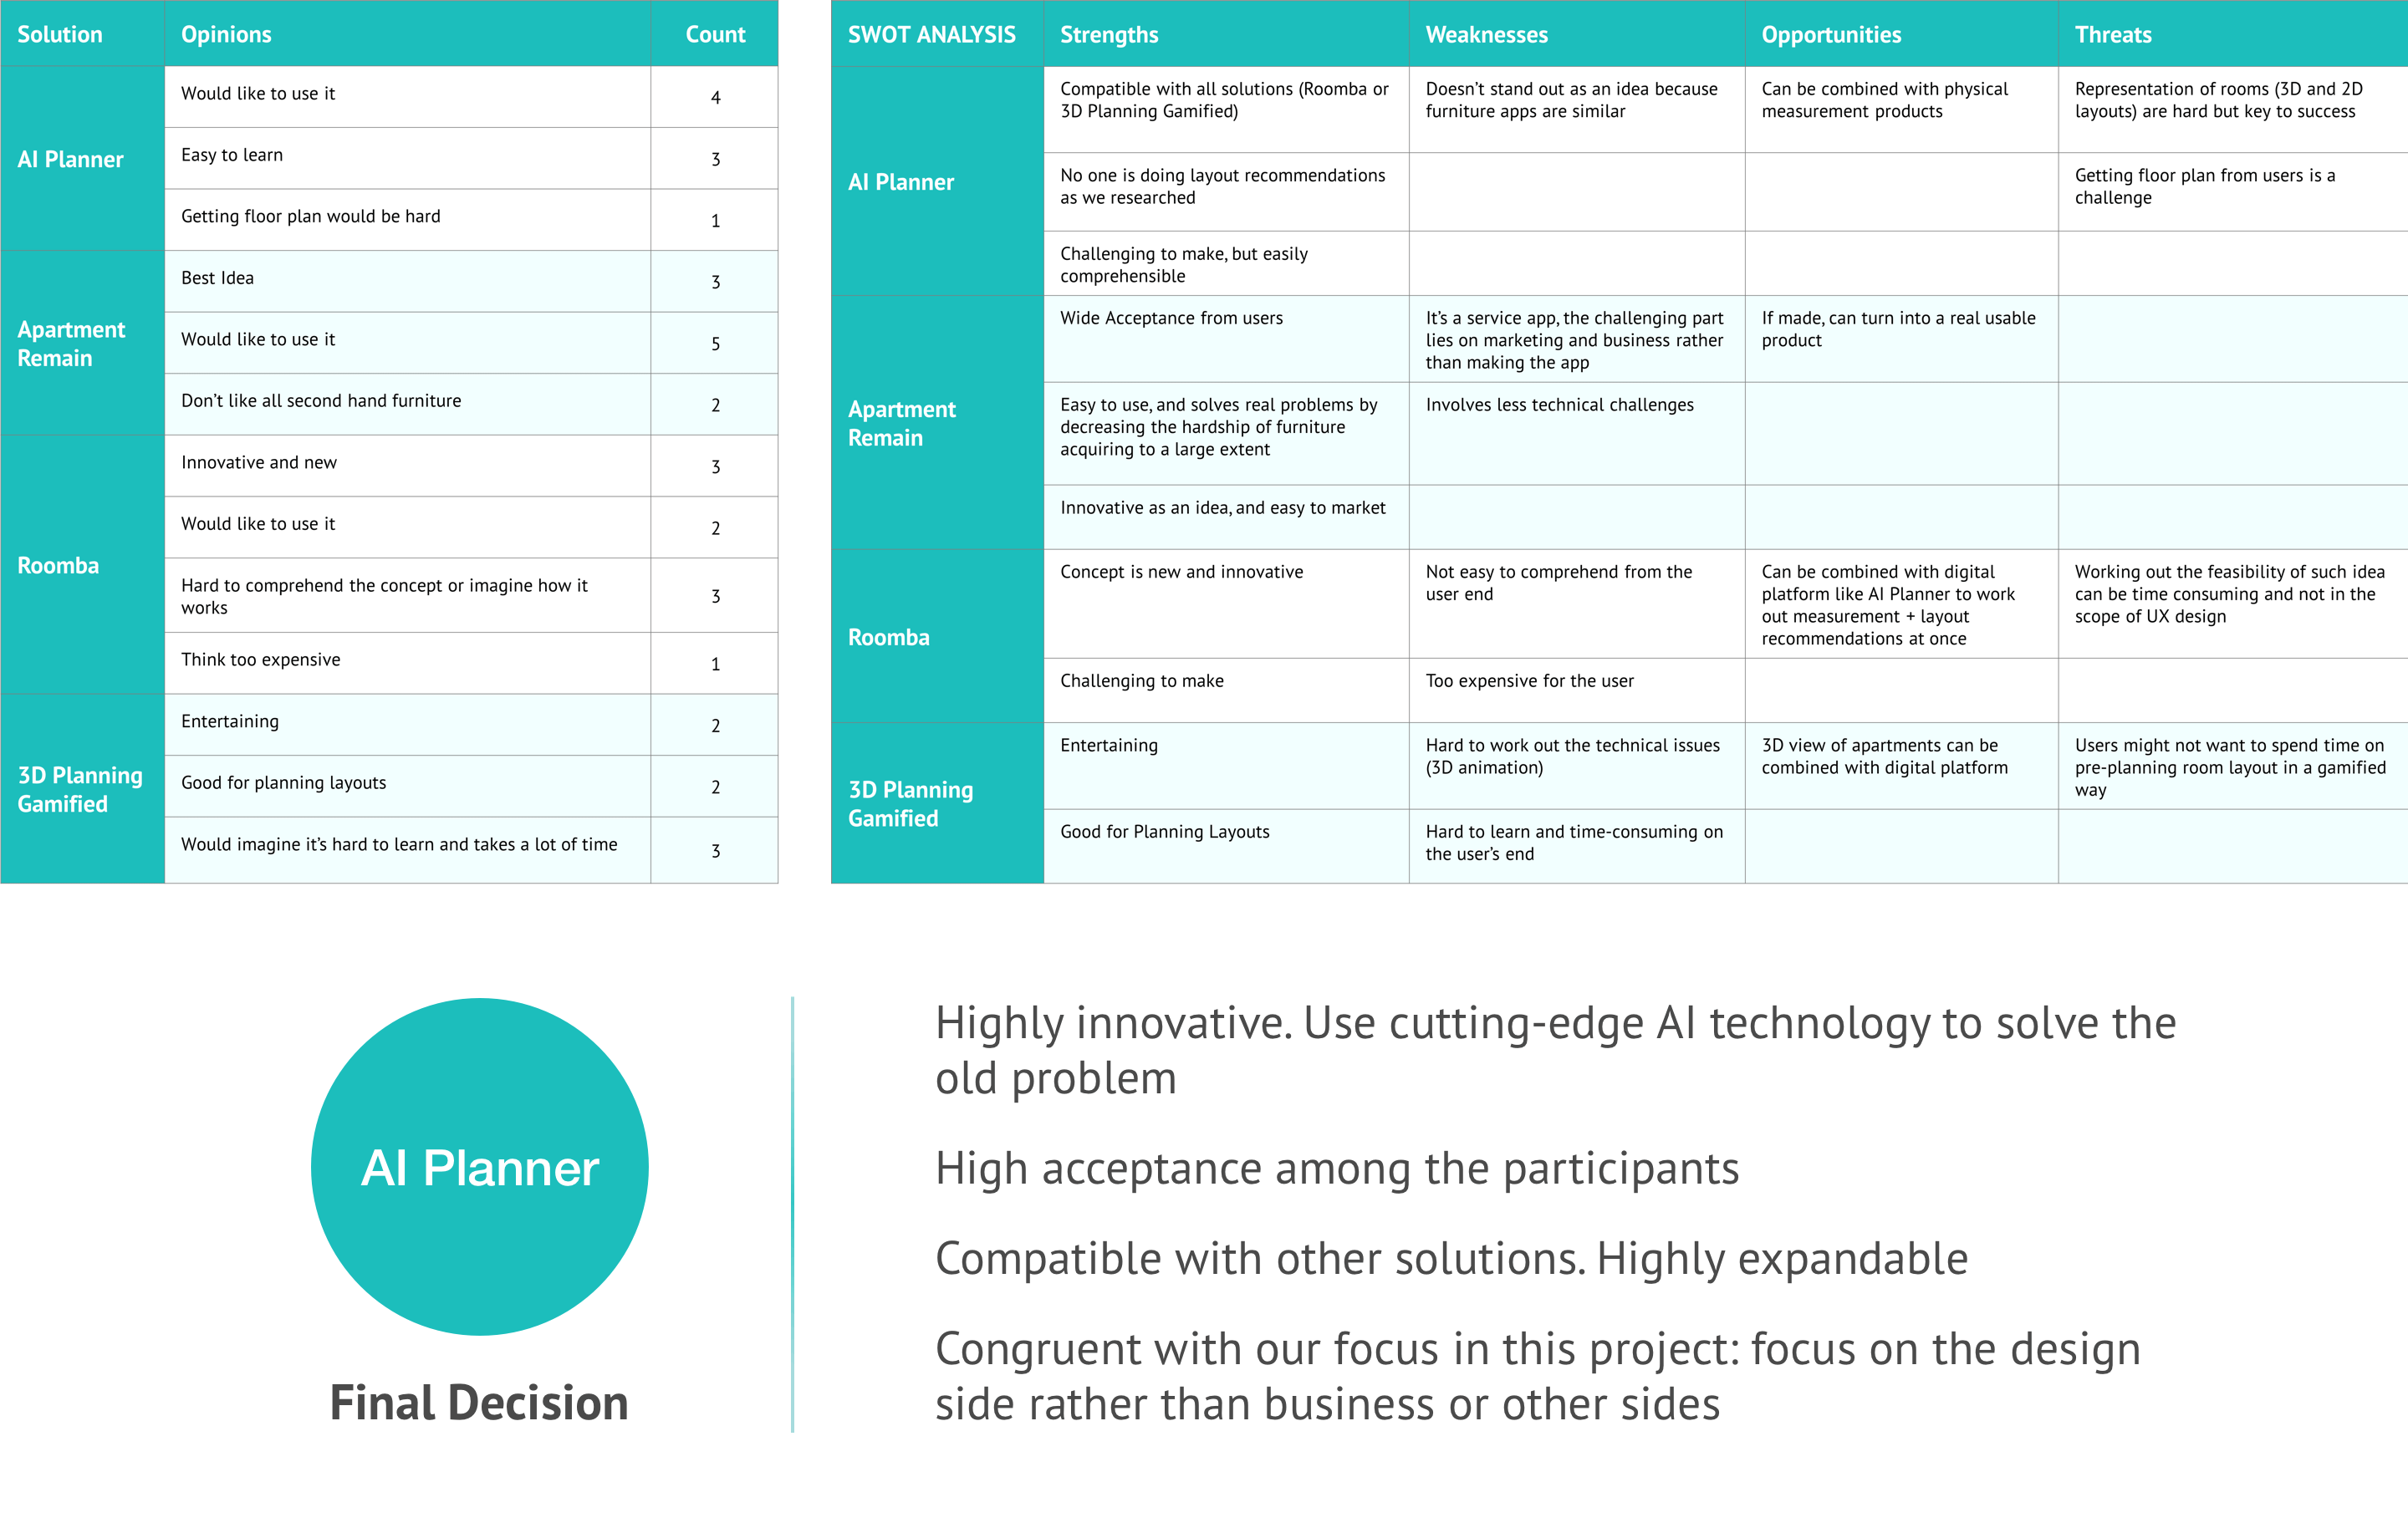 Solution Opinions Count
AI Planner
Would like to use it 4
Easy to learn 3
Getting floor plan would be hard 1
Apartment
Remain
Best Idea 3
Would like to use it 5
Don’t like all second hand furniture 2
Roomba
Innovative and new 3
Would like to use it 2
Hard to comprehend the concept or imagine how it
works
3
Think too expensive 1
3D Planning
Gamified
Entertaining 2
Good for planning layouts 2
Would imagine it’s hard to learn and takes a lot of time 3
SWOT ANALYSIS Strengths Weaknesses Opportunities Threats
AI Planner
Compatible with all solutions (Roomba or
3D Planning Gamified)
Doesn’t stand out as an idea because
furniture apps are similar
Can be combined with physical
measurement products
Representation of rooms (3D and 2D
layouts) are hard but key to success
No one is doing layout recommendations
as we researched
Getting floor plan from users is a
challenge
Challenging to make, but easily
comprehensible
Apartment
Remain
Wide Acceptance from users
It’s a service app, the challenging part
lies on marketing and business rather
than making the app
If made, can turn into a real usable
product
Easy to use, and solves real problems by
decreasing the hardship of furniture
acquiring to a large extent
Involves less technical challenges
Innovative as an idea, and easy to market
Roomba
Concept is new and innovative
Not easy to comprehend from the
user end
Can be combined with digital
platform like AI Planner to work
out measurement + layout
recommendations at once
Working out the feasibility of such idea
can be time consuming and not in the
scope of UX design
Challenging to make
Too expensive for the user
3D Planning
Gamified
Entertaining
Hard to work out the technical issues
(3D animation)
3D view of apartments can be
combined with digital platform
Users might not want to spend time on
pre-planning room layout in a gamified
way
Good for Planning Layouts
Hard to learn and time-consuming on
the user’s end
AI Planner
Final Decision
Highly innovative. Use cutting-edge AI technology to solve the
old problem
High acceptance among the participants
Compatible with other solutions. Highly expandable
Congruent with our focus in this project: focus on the design
side rather than business or other sides